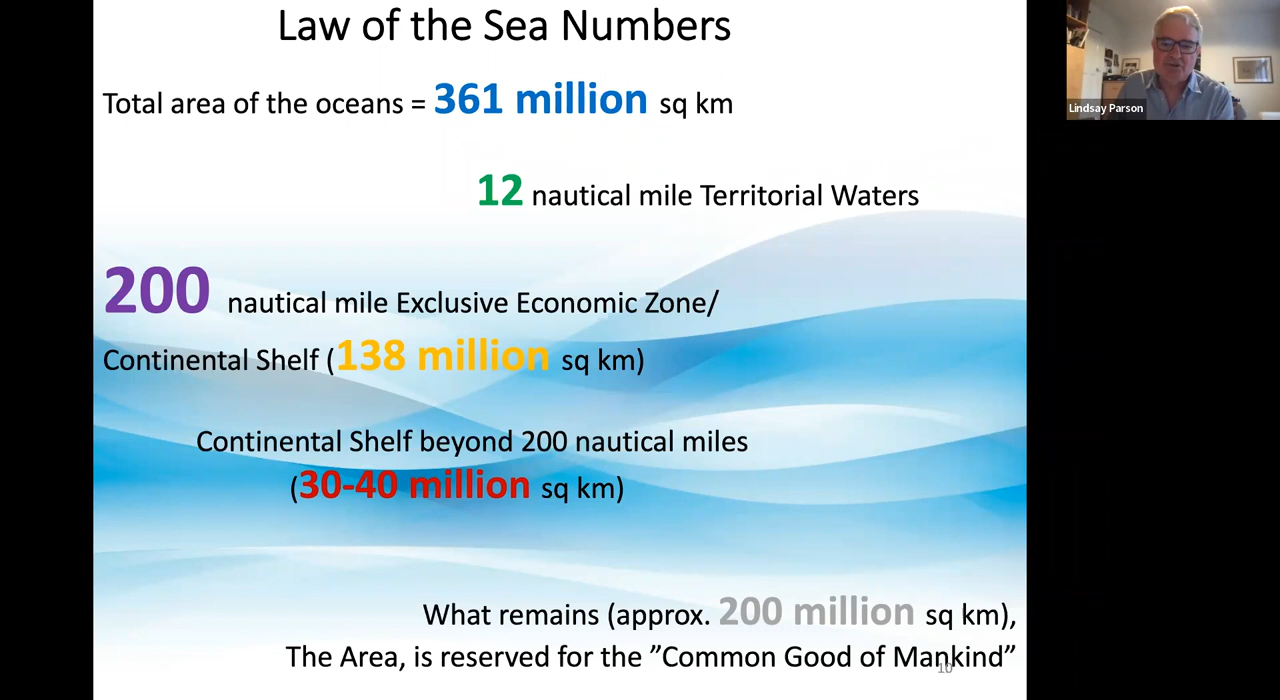 Law of the Sea Numbers
Lindsay Parson
Total area of the oceans = 361 million sq km
12 nautical mile Territorial Waters
200 nautical mile Exclusive Economic Zone/
Continental Shelf (138 million sq km)
Continental Shelf beyond 200 nautical miles
(30-40 million sq km)
What remains (approx. 200 million sq km),
The Area, is reserved for the ”Common Good of Mankind”
10